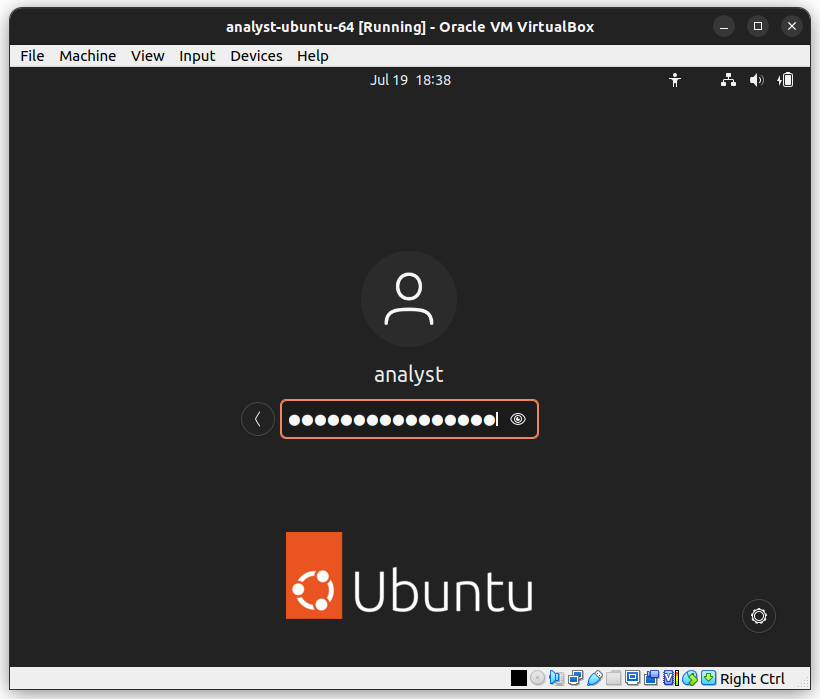 analyst-ubuntu-64 [Running] - Oracle VM VirtualBox
File Machine View Input Devices Help
Jul 19 18:38
analyst
Ubuntu
Right Ctrl